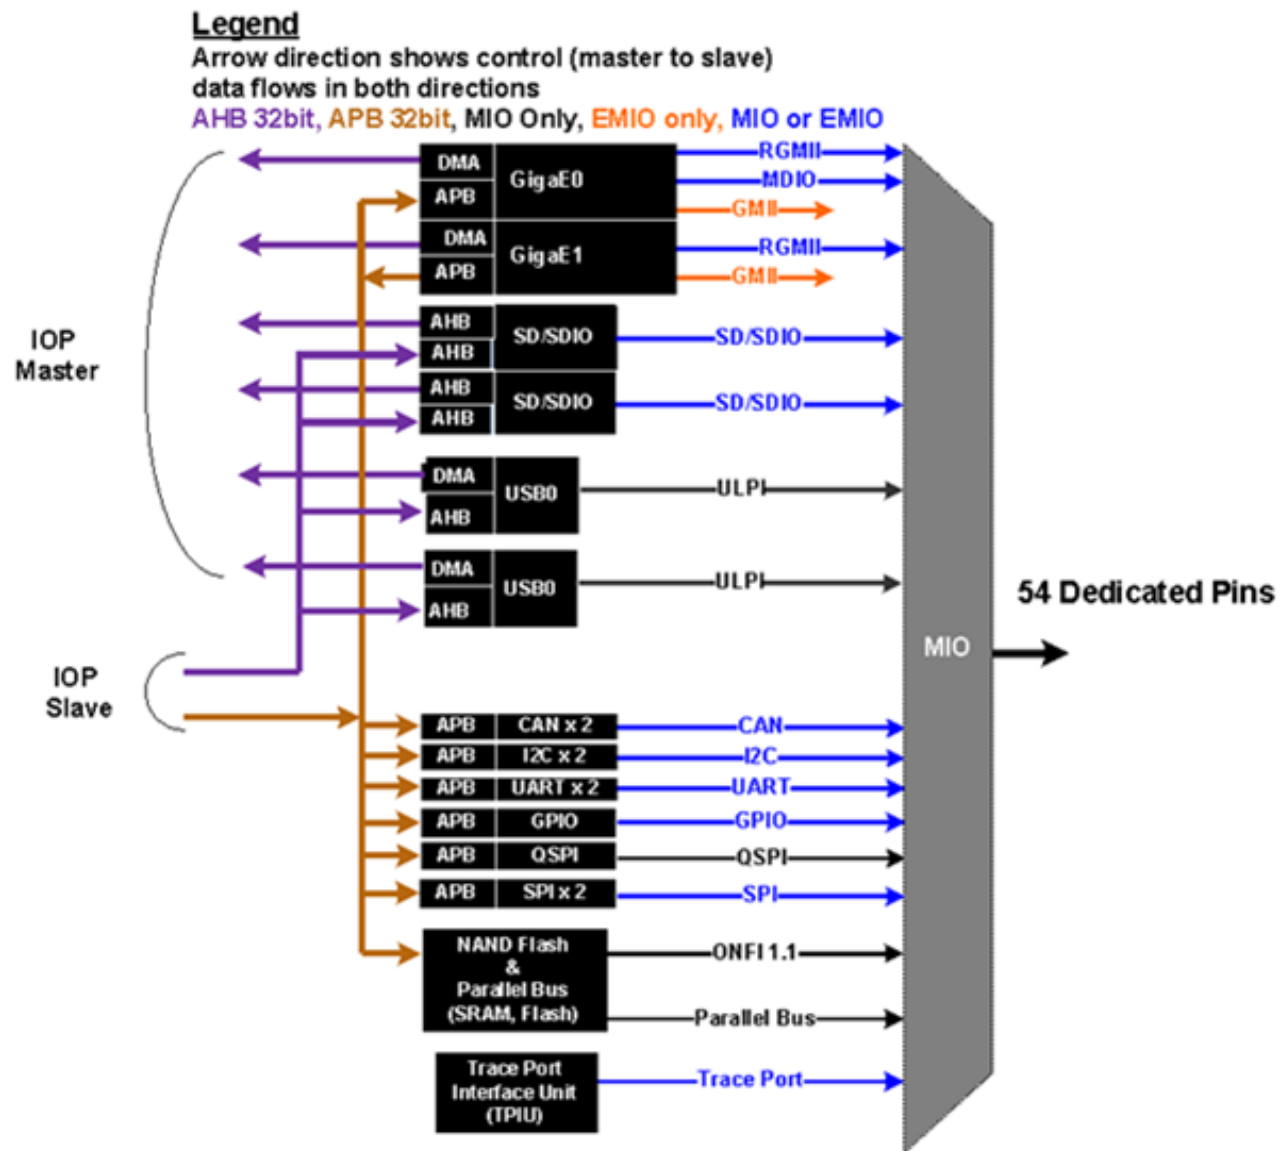 Legend
Arrow direction shows control (master to slave)
data flows in both directions
AHB 32bit, APB 32bit, MIO Only, EMIO only, MIO or EMIO
DMA
GigaE0
APB
RGMII
MDIO
GMII
DMA
GigaE1
APB
RGMII
GMII
IOP
Master
AHB
SD/SDIO
AHB
SD/SDIO
AHB
SD/SDIO
AHB
SD/SDIO
DMA
USB0
AHB
ULPI
DMA
USB0
AHB
ULPI
54 Dedicated Pins
MIO
IOP
Slave
APB CAN x 2 CAN
APB I2C x 2 I2C
APB UART x 2 UART
APB GPIO GPIO
APB QSPI QSPI
APB SPI x 2 SPI
NAND Flash
&
Parallel Bus
(SRAM, Flash)
ONFI 1.1
Parallel Bus
Trace Port
Interface Unit
(TPIU)
Trace Port